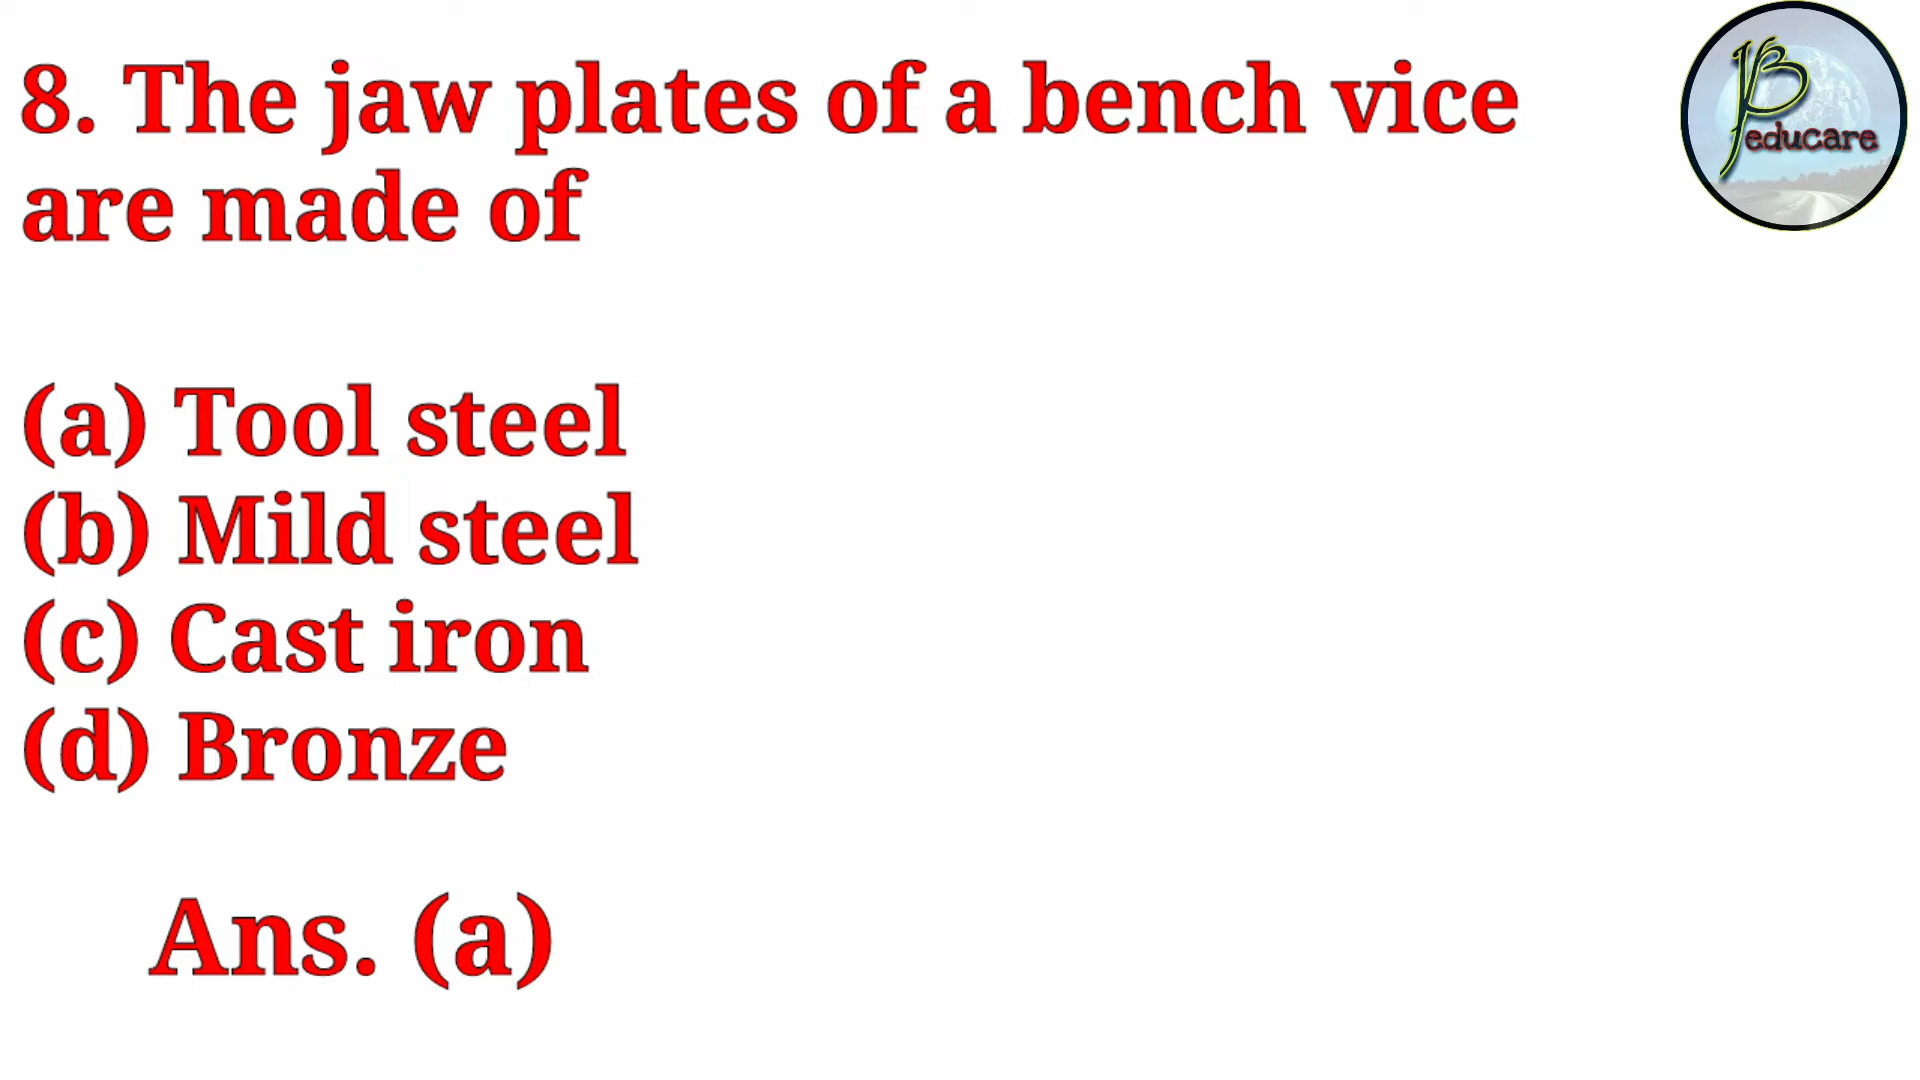 8. The jaw plates of a bench vice
are made of
(a) Tool steel
(b) Mild steel
(c) Cast iron
(d) Bronze
Ans. (a)
educare